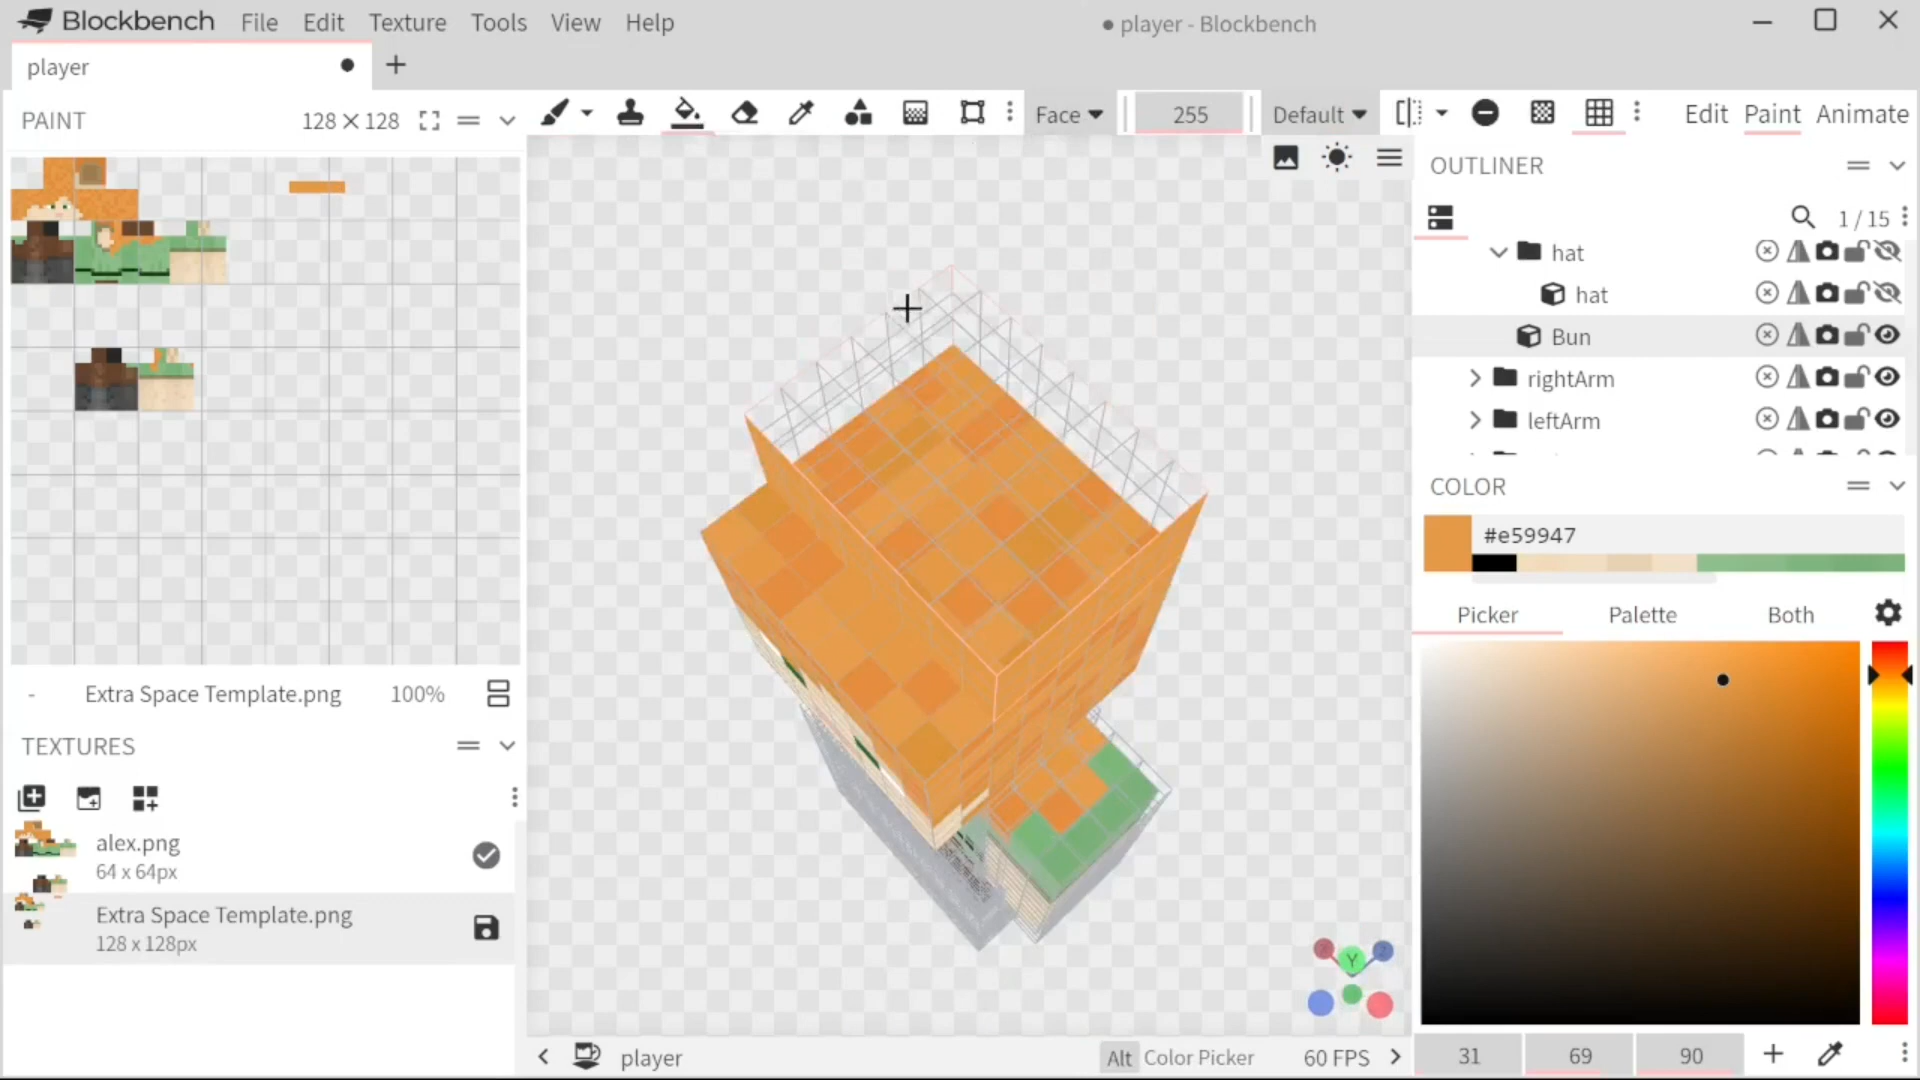 Blockbench File Edit Texture Tools View Help
● player - Blockbench
player
PAINT 128 × 128
Face 255 Default
Edit Paint Animate
OUTLINER
1 / 15
hat
hat
Bun
rightArm
leftArm
COLOR
#e59947
Picker Palette Both
- Extra Space Template.png 100%
TEXTURES
alex.png
64 x 64px
Extra Space Template.png
128 x 128px
Y
player
Alt Color Picker 60 FPS
31 69 90